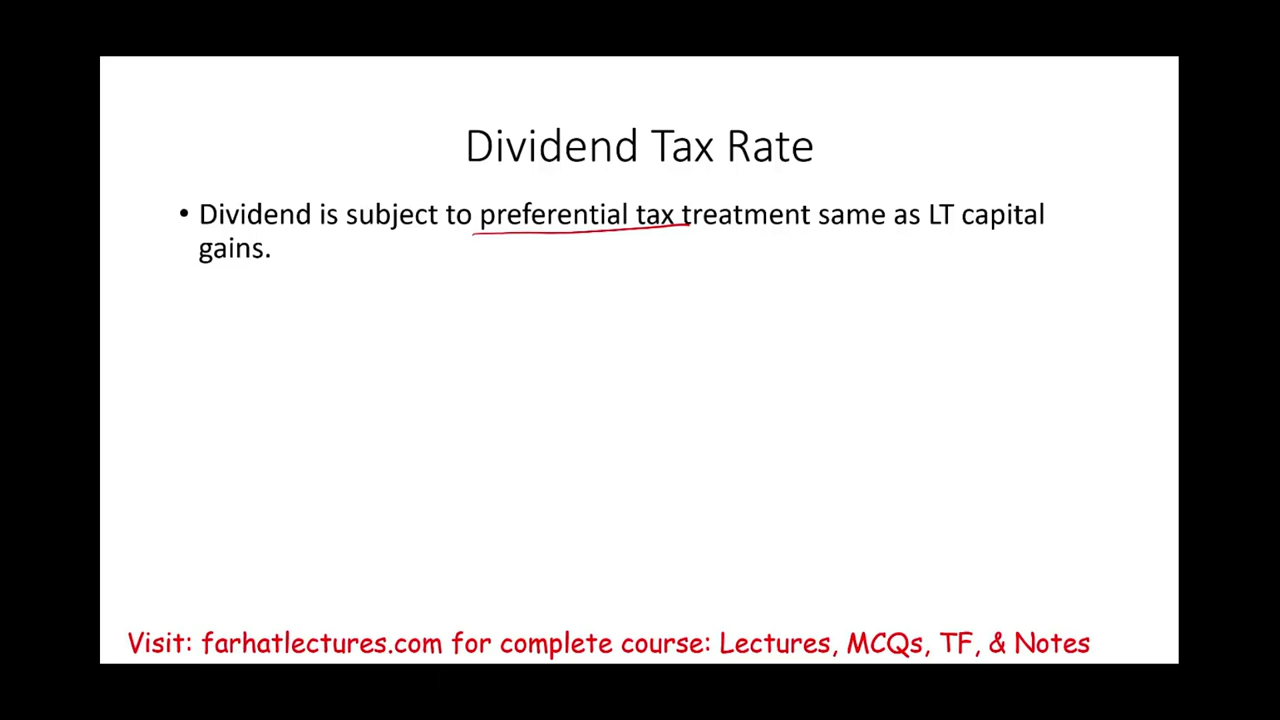 Dividend Tax Rate
• Dividend is subject to preferential tax treatment same as LT capital
gains.
Visit: farhatlectures.com for complete course: Lectures, MCQs, TF, & Notes